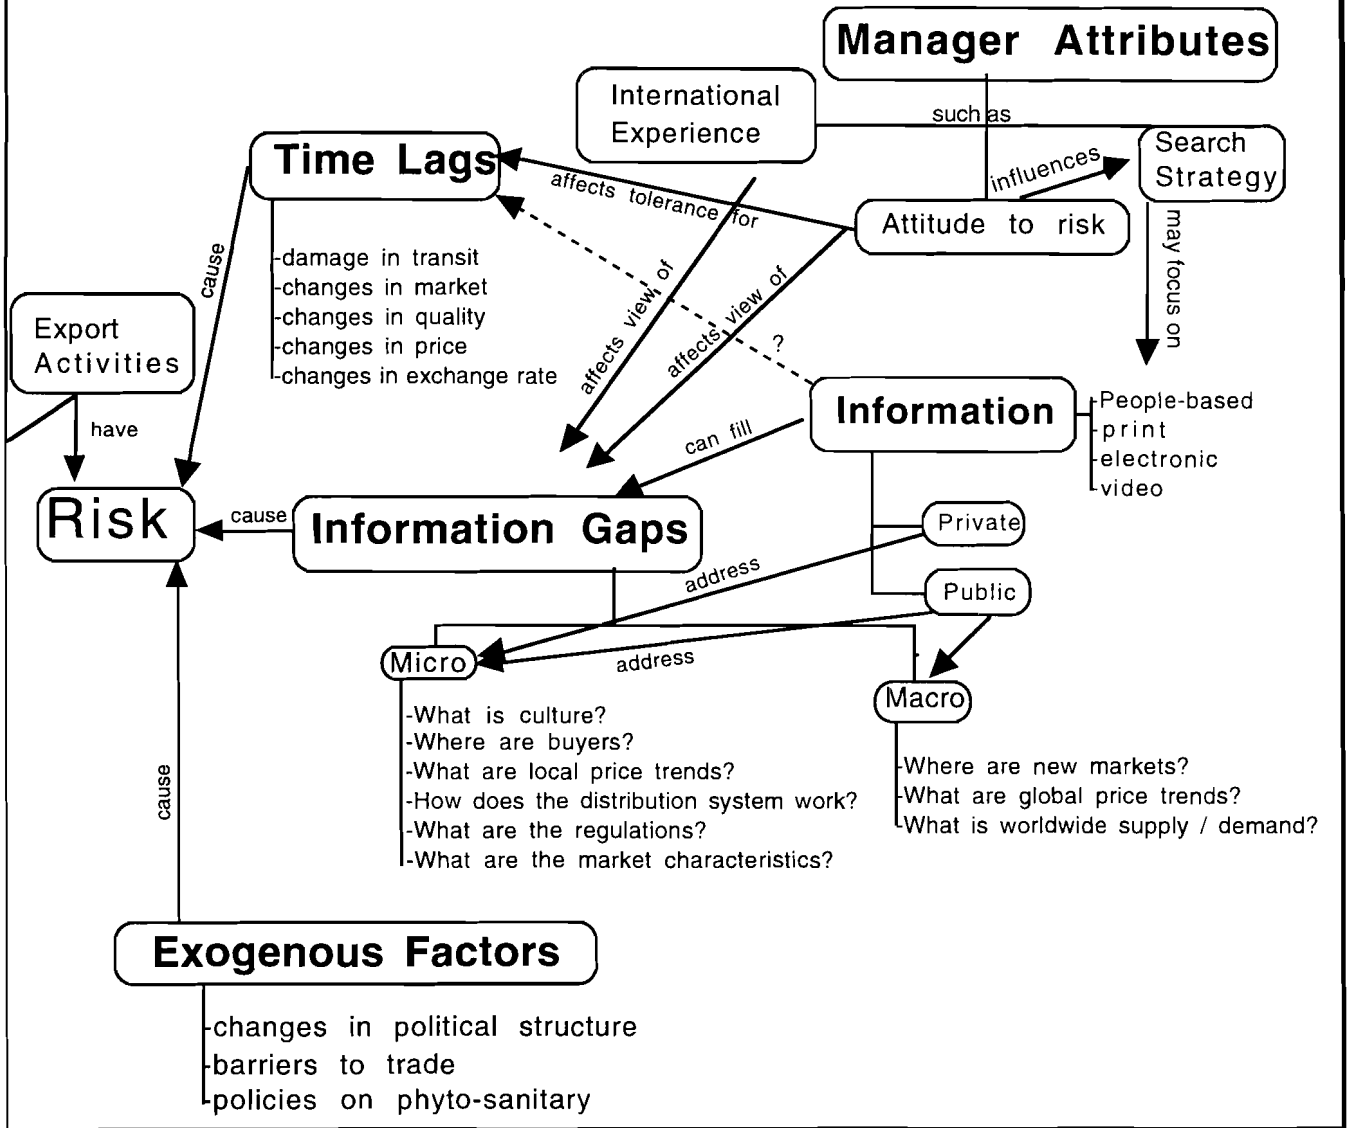 Manager Attributes
International
Experience
such as
Search
Strategy
influences
Time Lags
affects tolerance for
Attitude to risk
may focus on
-damage in transit
-changes in market
-changes in quality
-changes in price
-changes in exchange rate
cause
affects view of
affects view of
?
Export
Activities
have
Information
-People-based
-print
-electronic
-video
can fill
Risk
cause
Information Gaps
Private
address
Public
Micro
address
Macro
-What is culture?
-Where are buyers?
-What are local price trends?
-How does the distribution system work?
-What are the regulations?
-What are the market characteristics?
-Where are new markets?
-What are global price trends?
-What is worldwide supply / demand?
cause
Exogenous Factors
-changes in political structure
-barriers to trade
-policies on phyto-sanitary